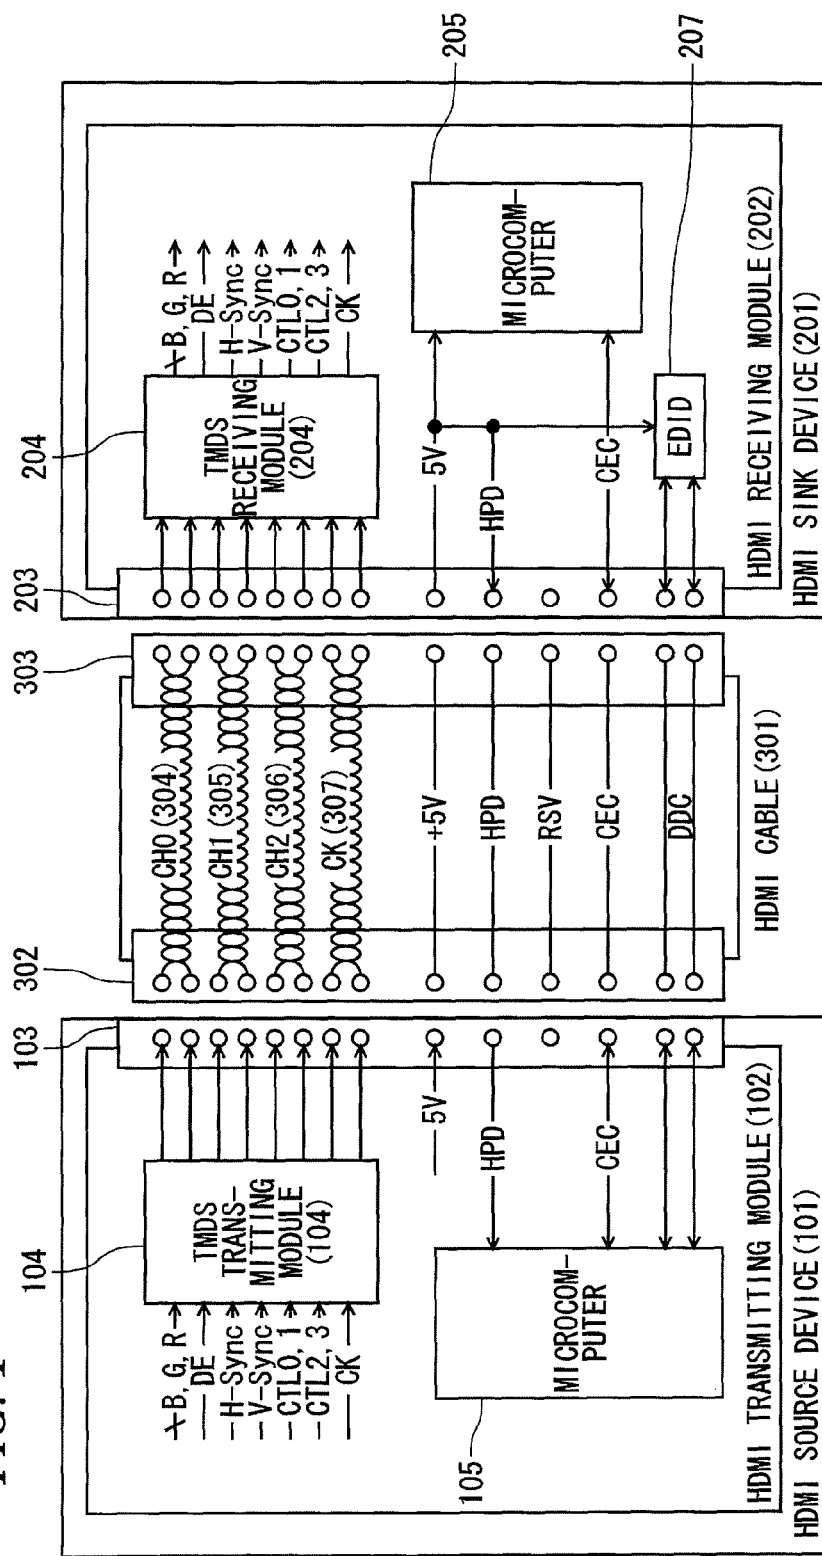 104
\B, G, R
DE
H-Sync
V-Sync
CTL0, 1
CTL2, 3
CK
TMDS
TRANS-
MITTING
MODULE
(104)
103
5V
HPD
CEC
MICROCOM-
PUTER
105
HDMI TRANSMITTING MODULE(102)
HDMI SOURCE DEVICE(101)
302
303
CH0(304)
CH1(305)
CH2(306)
CK(307)
+5V
HPD
RSV
CEC
DDC
HDMI CABLE(301)
203
204
TMDS
RECEIVING
MODULE
(204)
\B, G, R
DE
H-Sync
V-Sync
CTL0, 1
CTL2, 3
CK
5V
HPD
CEC
MICROCOM-
PUTER
205
EDID
207
HDMI RECEIVING MODULE(202)
HDMI SINK DEVICE(201)